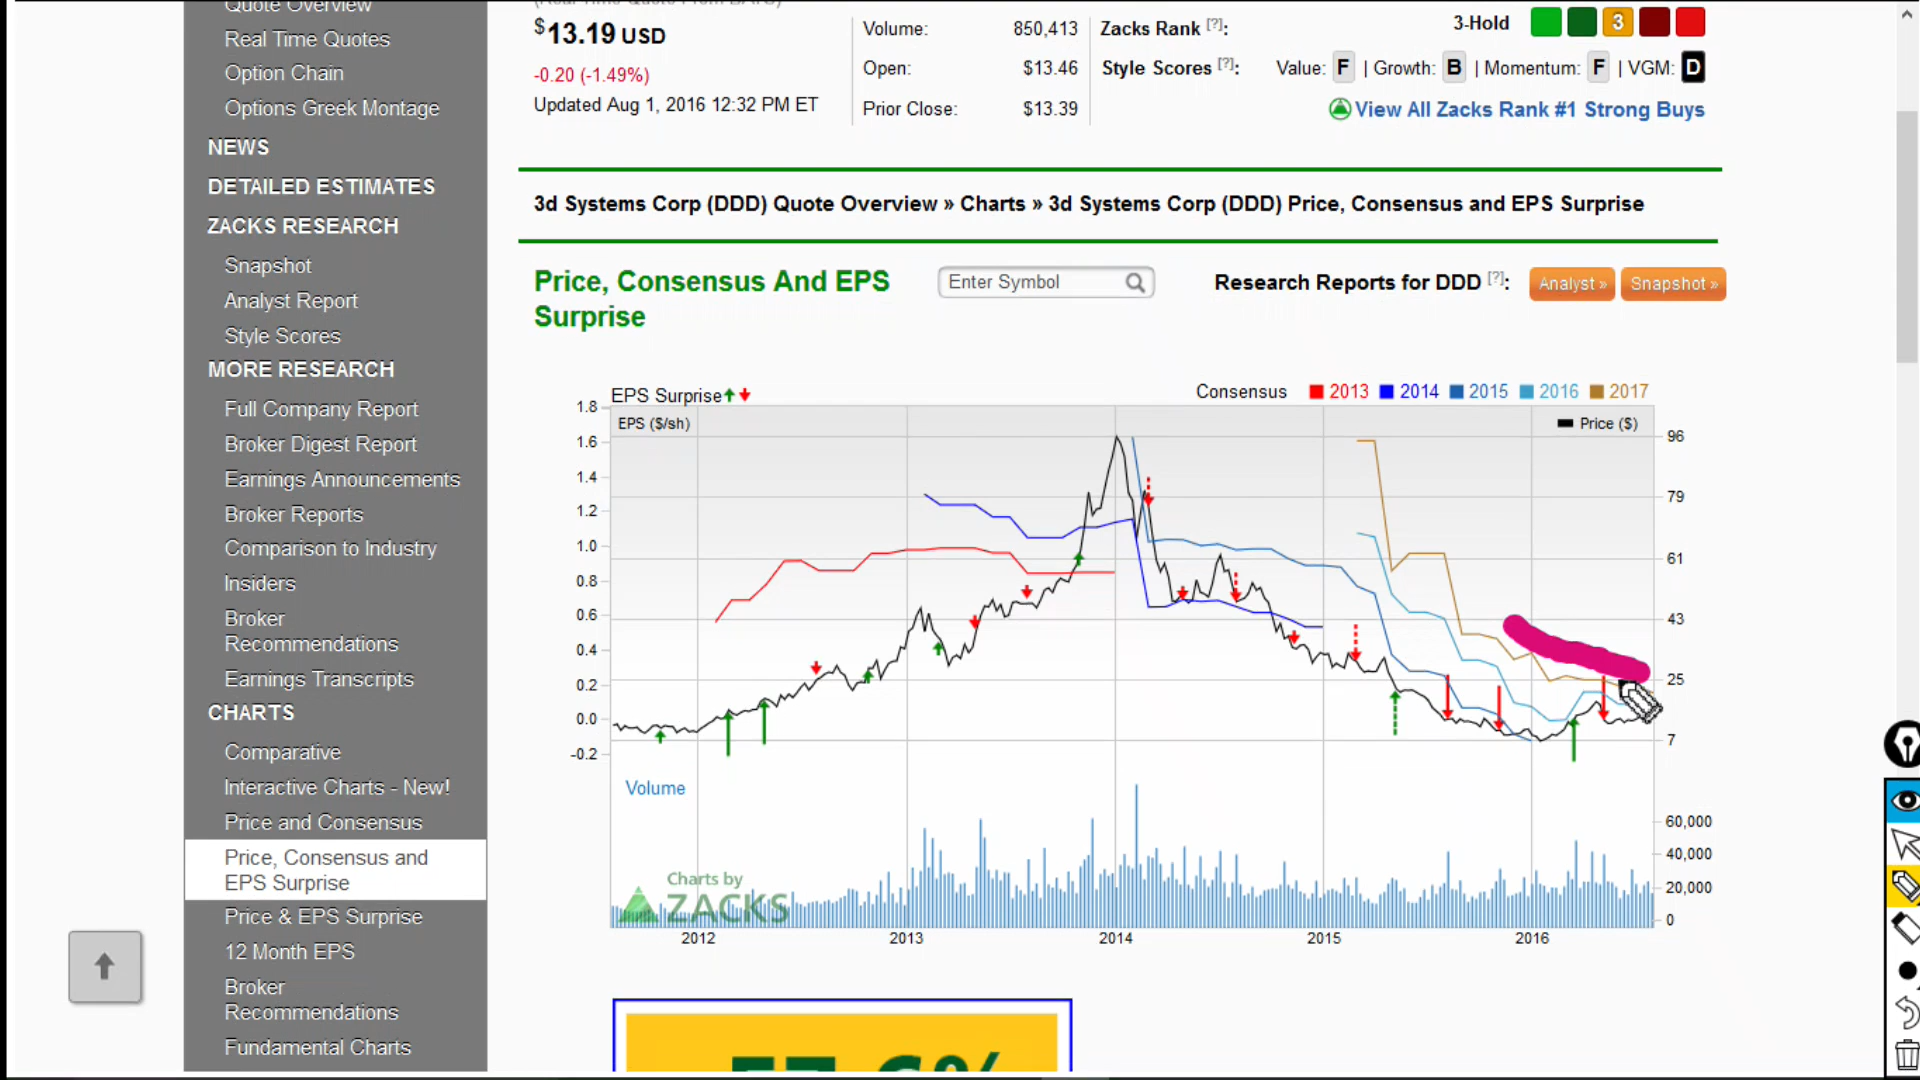 Quote Overview
Real Time Quotes
Option Chain
Options Greek Montage
NEWS
DETAILED ESTIMATES
ZACKS RESEARCH
Snapshot
Analyst Report
Style Scores
MORE RESEARCH
Full Company Report
Broker Digest Report
Earnings Announcements
Broker Reports
Comparison to Industry
Insiders
Broker
Recommendations
Earnings Transcripts
CHARTS
Comparative
Interactive Charts - New!
Price and Consensus
Price, Consensus and
EPS Surprise
Price & EPS Surprise
12 Month EPS
Broker
Recommendations
Fundamental Charts
$13.19 USD
-0.20 (-1.49%)
Updated Aug 1, 2016 12:32 PM ET
Volume: 850,413
Open: $13.46
Prior Close: $13.39
Zacks Rank [?]: 3-Hold 3
Style Scores [?]: Value: F | Growth: B | Momentum: F | VGM: D
View All Zacks Rank #1 Strong Buys
3d Systems Corp (DDD) Quote Overview » Charts » 3d Systems Corp (DDD) Price, Consensus and EPS Surprise
Price, Consensus And EPS
Surprise
Enter Symbol
Research Reports for DDD [?]: Analyst » Snapshot »
EPS Surprise
Consensus 2013 2014 2015 2016 2017
EPS ($/sh)
Price ($)
1.8
1.6
1.4
1.2
1.0
0.8
0.6
0.4
0.2
0.0
-0.2
96
79
61
43
25
7
Volume
60,000
40,000
20,000
0
Charts by
ZACKS
2012 2013 2014 2015 2016